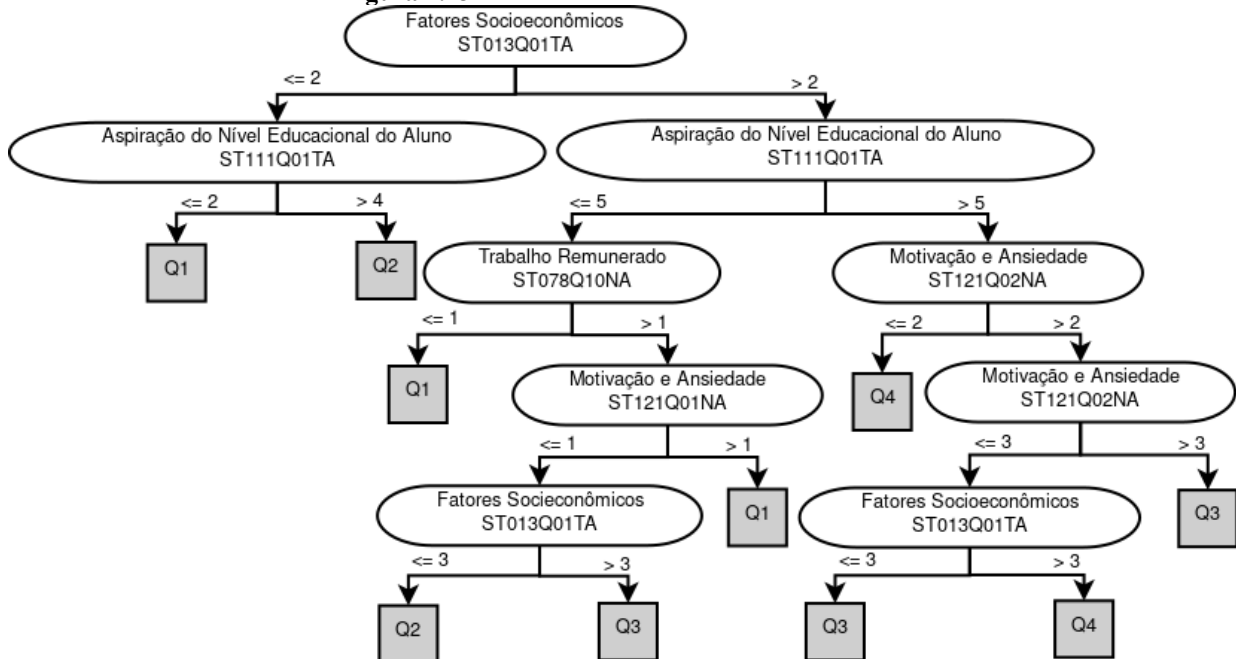 Fatores Socioeconômicos
ST013Q01TA
<= 2
> 2
Aspiração do Nível Educacional do Aluno
ST111Q01TA
Aspiração do Nível Educacional do Aluno
ST111Q01TA
<= 2
> 4
<= 5
> 5
Q1
Q2
Trabalho Remunerado
ST078Q10NA
Motivação e Ansiedade
ST121Q02NA
<= 1
> 1
<= 2
> 2
Q1
Motivação e Ansiedade
ST121Q01NA
Q4
Motivação e Ansiedade
ST121Q02NA
<= 1
> 1
<= 3
> 3
Fatores Socieconômicos
ST013Q01TA
Q1
Fatores Socioeconômicos
ST013Q01TA
Q3
<= 3
> 3
<= 3
> 3
Q2
Q3
Q3
Q4